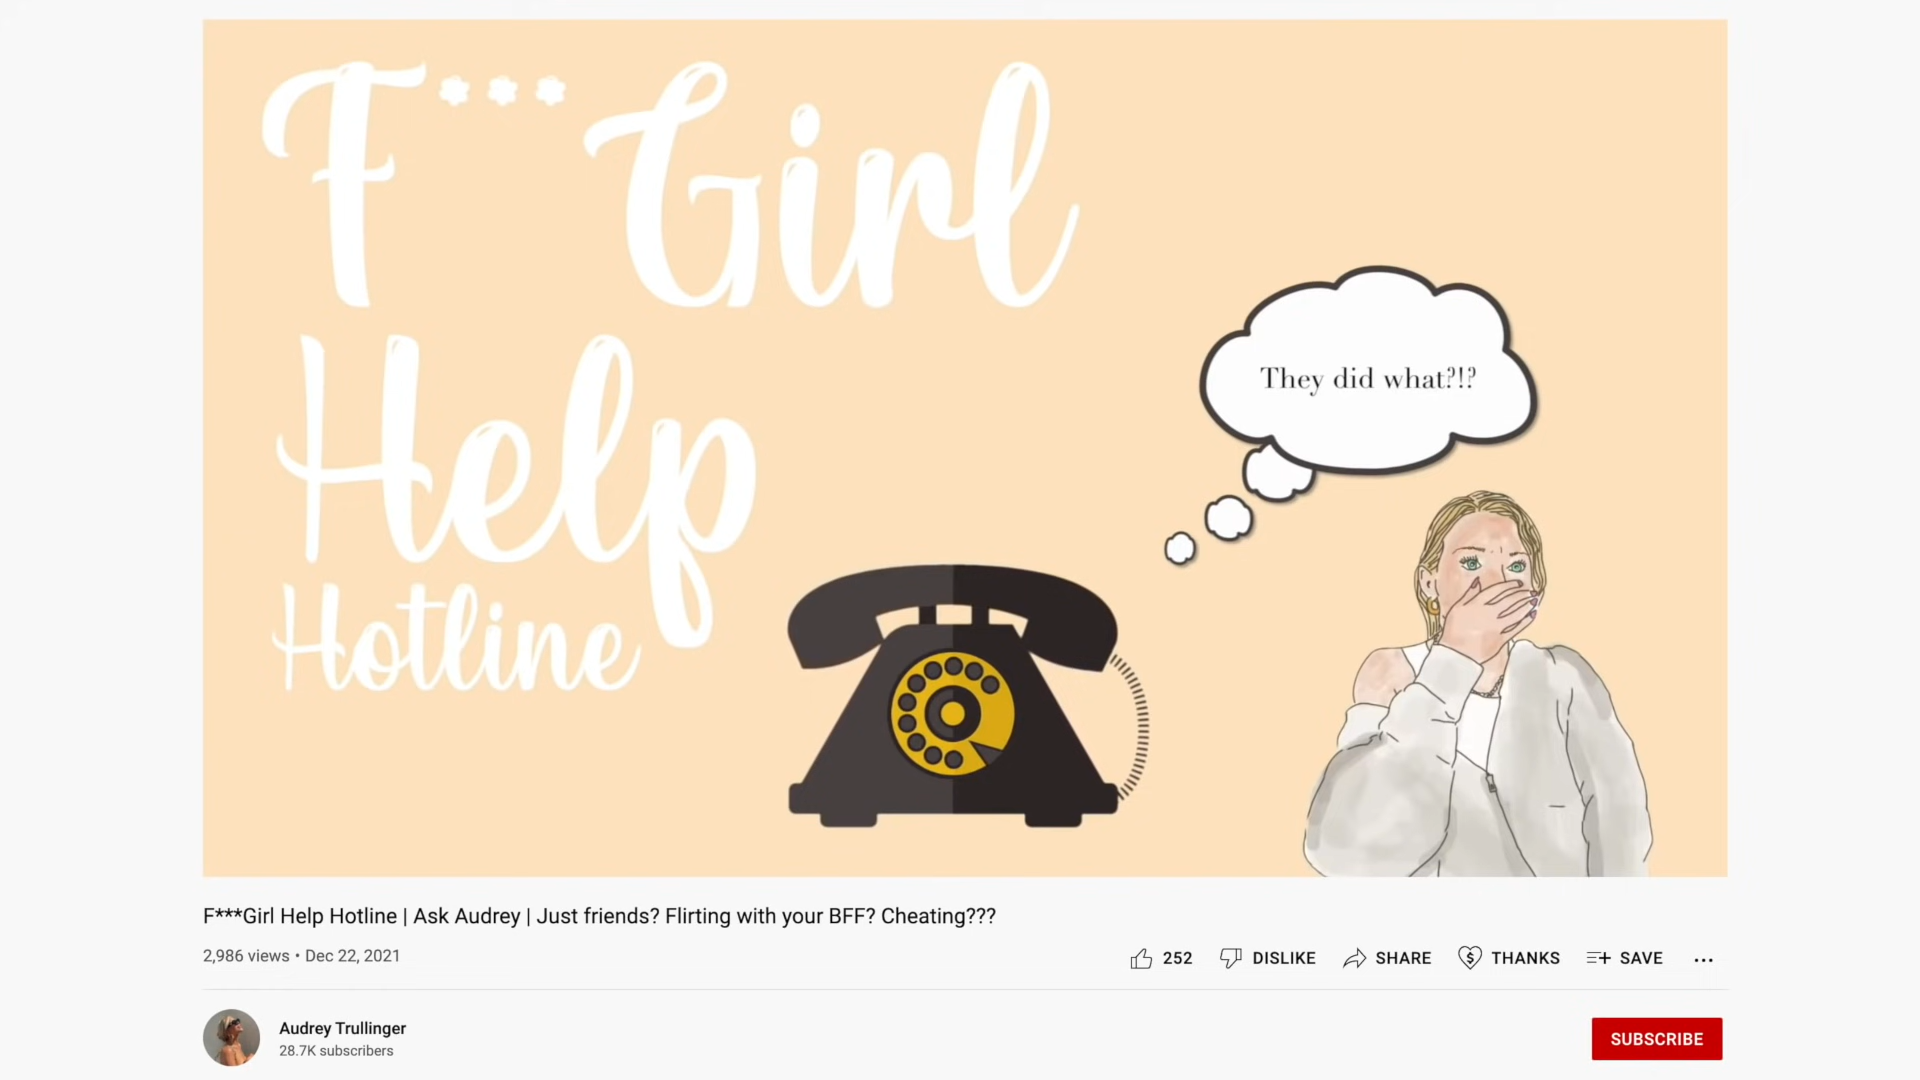 F***Girl
Help
Hotline
They did what?!?
F***Girl Help Hotline | Ask Audrey | Just friends? Flirting with your BFF? Cheating???
2,986 views • Dec 22, 2021
252
DISLIKE
SHARE
THANKS
SAVE
Audrey Trullinger
28.7K subscribers
SUBSCRIBE